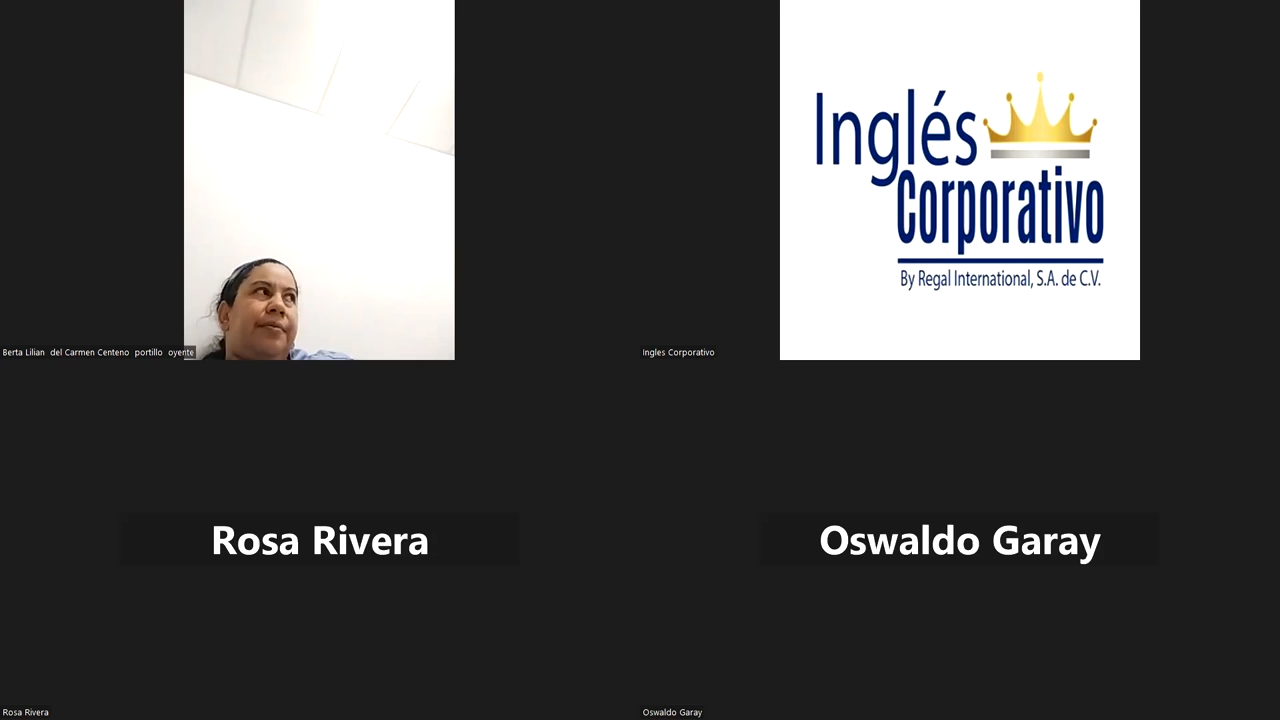 Inglés
Corporativo
By Regal International, S.A. de C.V.
Berta Lilian del Carmen Centeno portillo oyente
Ingles Corporativo
Rosa Rivera
Oswaldo Garay
Rosa Rivera
Oswaldo Garay